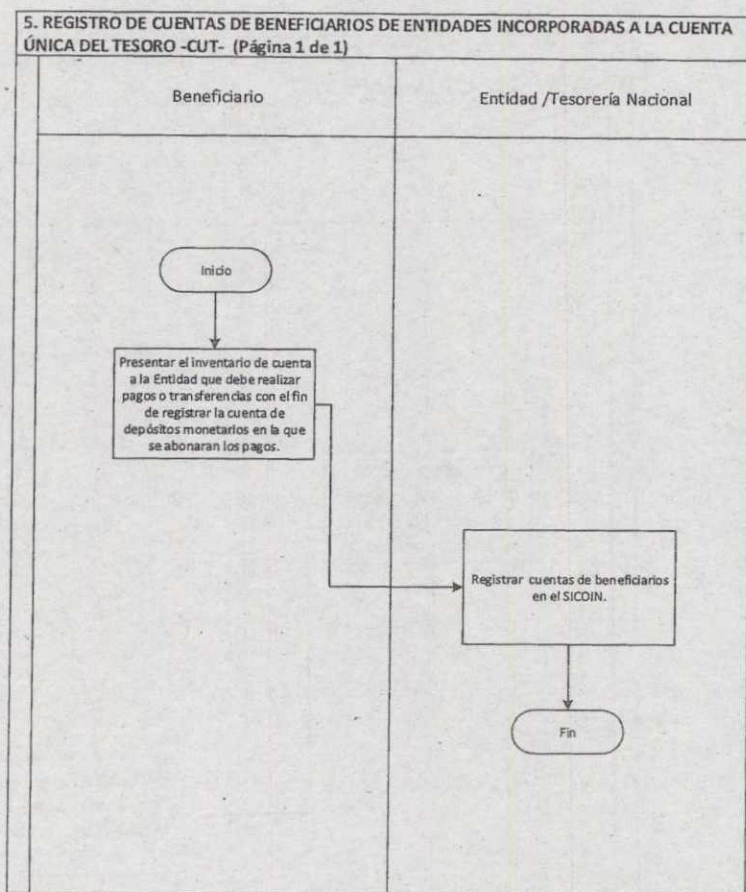 5. REGISTRO DE CUENTAS DE BENEFICIARIOS DE ENTIDADES INCORPORADAS A LA CUENTA
ÚNICA DEL TESORO -CUT- (Página 1 de 1)
Beneficiario
Entidad /Tesorería Nacional
Inicio
Presentar el inventario de cuenta
a la Entidad que debe realizar
pagos o transferencias con el fin
de registrar la cuenta de
depósitos monetarios en la que
se abonaran los pagos.
Registrar cuentas de beneficiarios
en el SICOIN.
Fin